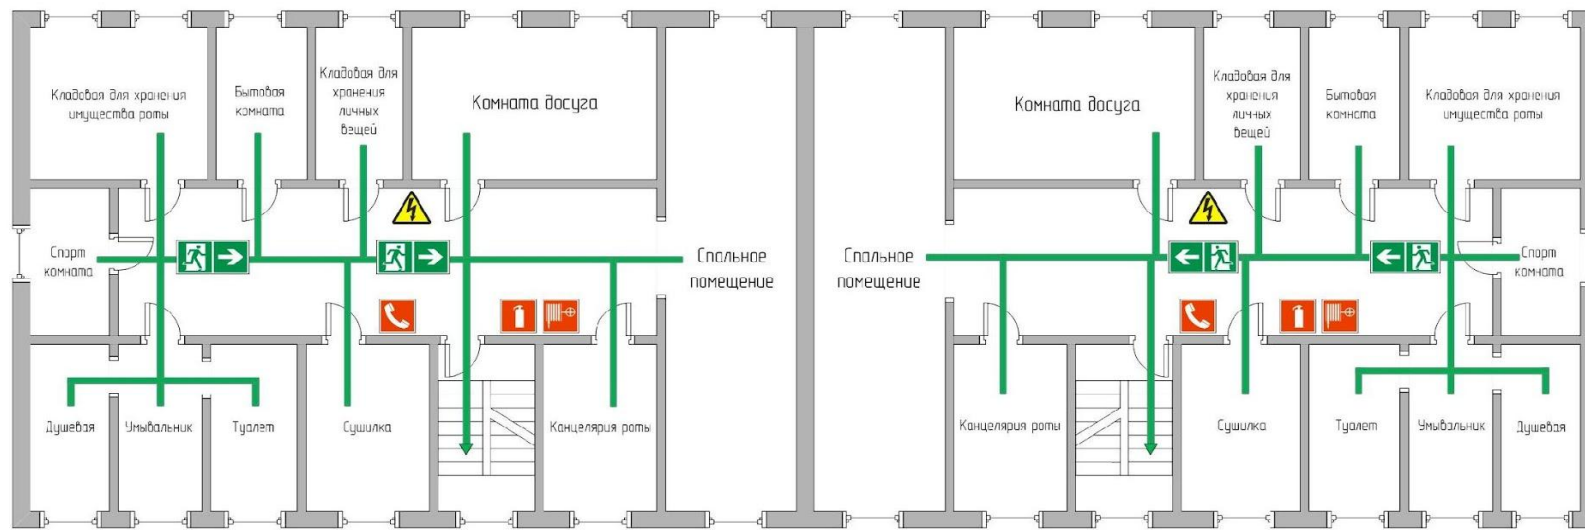 Кладовая для хранения
имущества роты
Бытовая
комната
Кладовая для
хранения
личных
вещей
Комната досуга
Спорт
комната
Спальное
помещение
Душевая
Умывальник
Туалет
Сушилка
Канцелярия роты
Комната досуга
Кладовая для
хранения
личных
вещей
Бытовая
комната
Кладовая для хранения
имущества роты
Спальное
помещение
Спорт
комната
Канцелярия роты
Сушилка
Туалет
Умывальник
Душевая